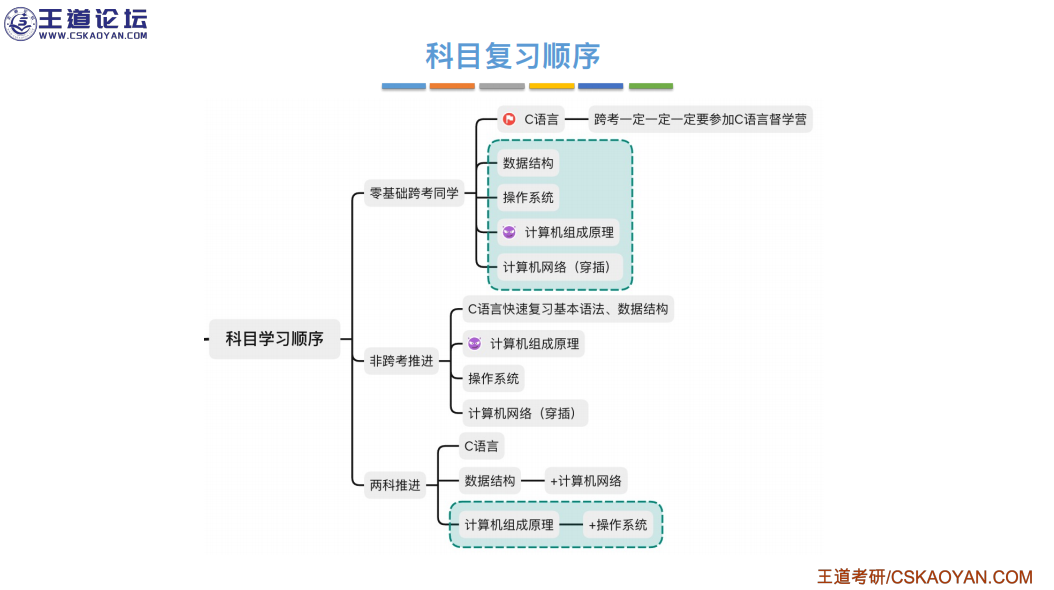 王道论坛
WWW.CSKAOYAN.COM
科目复习顺序
科目学习顺序
零基础跨考同学
C语言
跨考一定一定一定要参加C语言督学营
数据结构
操作系统
计算机组成原理
计算机网络（穿插）
非跨考推进
C语言快速复习基本语法、数据结构
计算机组成原理
操作系统
计算机网络（穿插）
两科推进
C语言
数据结构
+计算机网络
计算机组成原理
+操作系统
王道考研/CSKAOYAN.COM